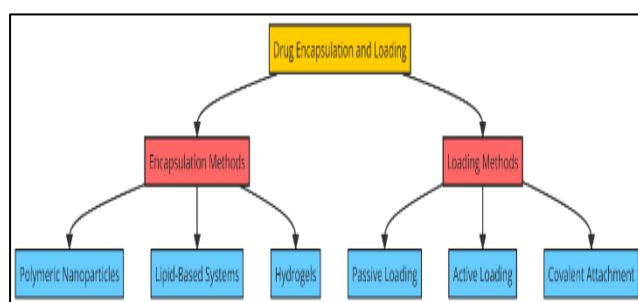 Drug Encapsulation and Loading
Encapsulation Methods
Loading Methods
Polymeric Nanoparticles
Lipid-Based Systems
Hydrogels
Passive Loading
Active Loading
Covalent Attachment